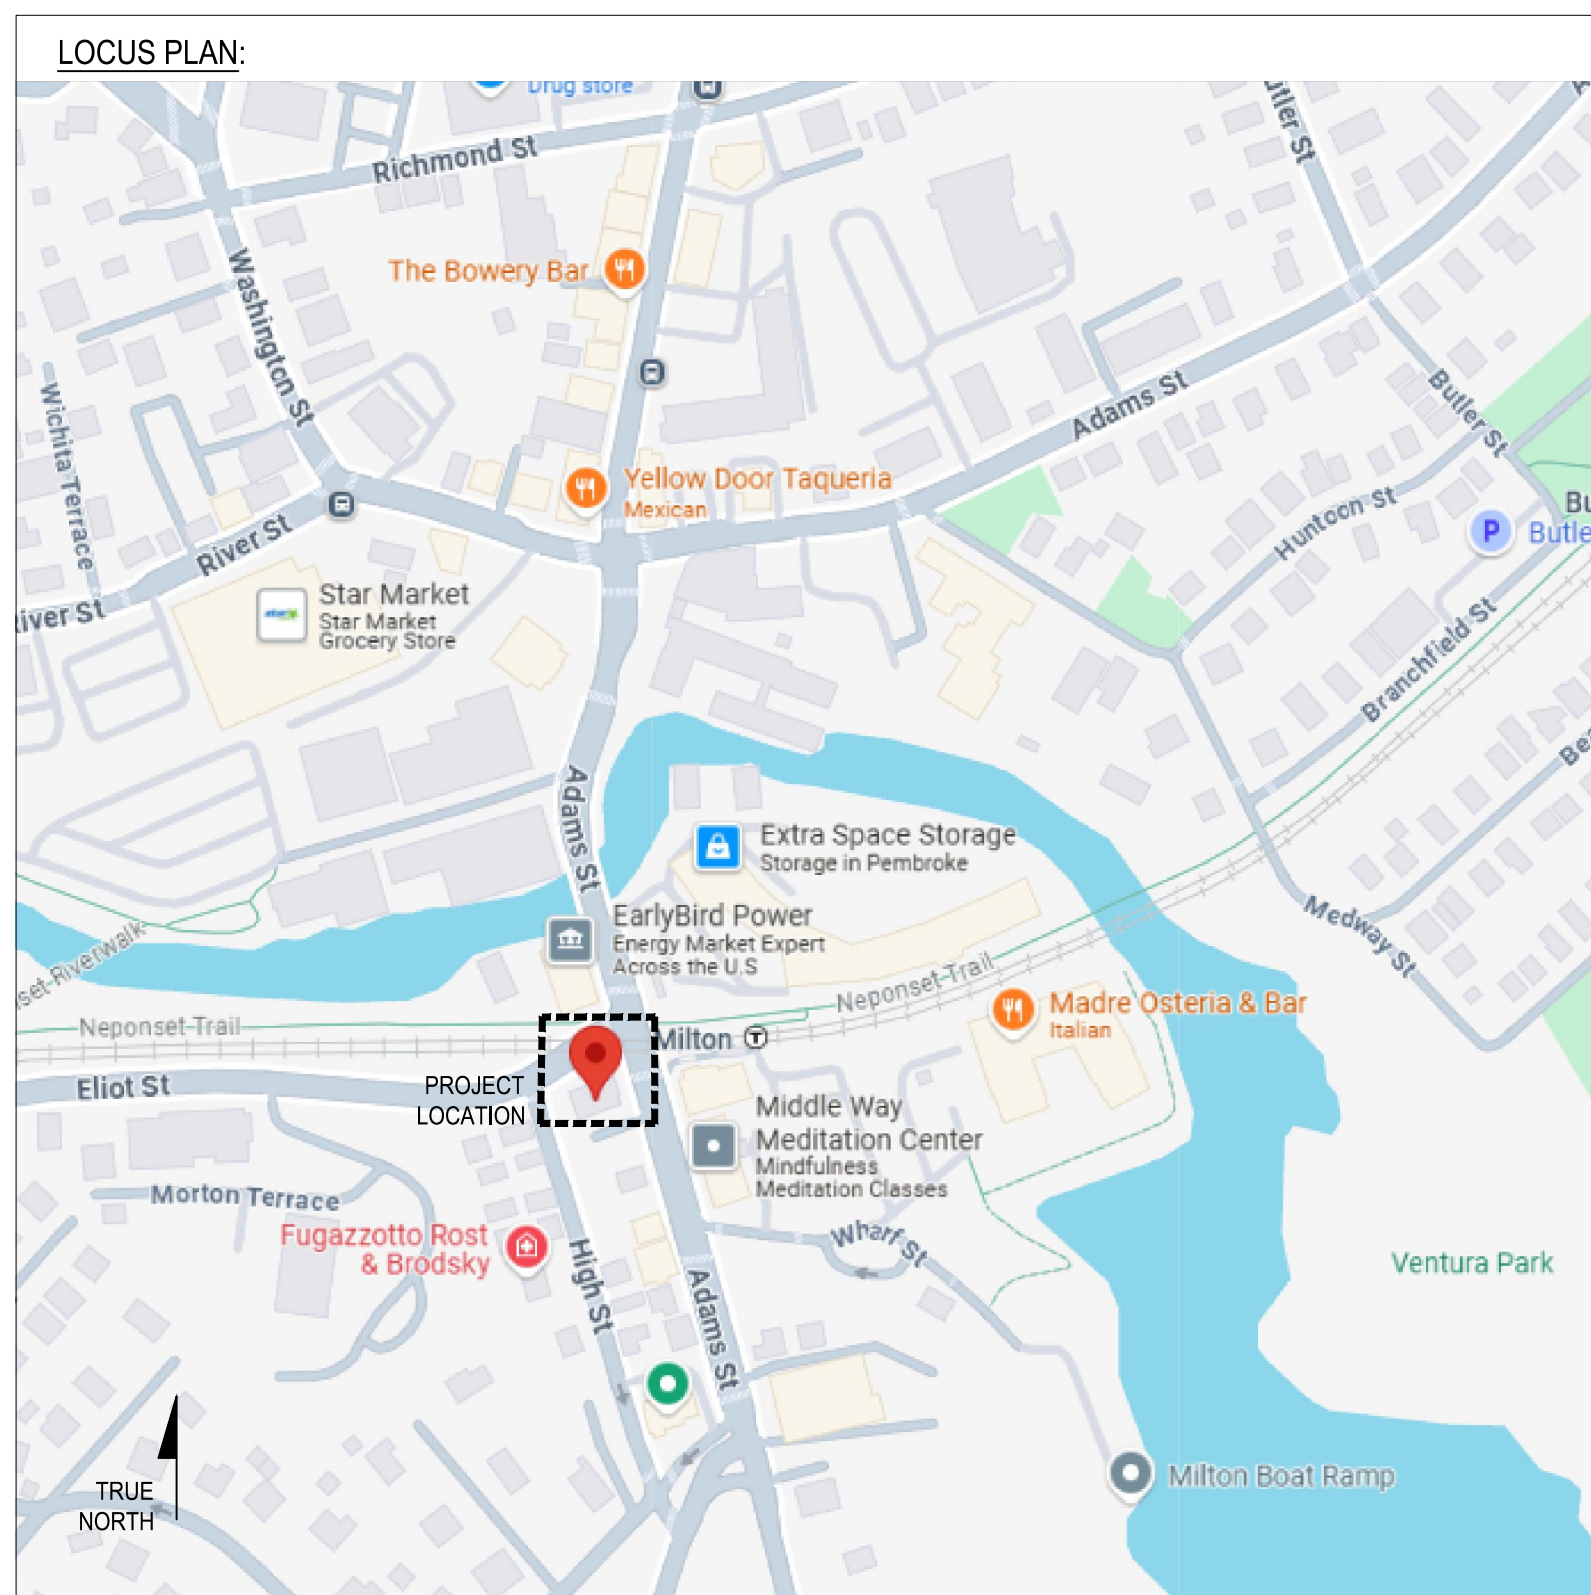 LOCUS PLAN:
Drug store
Richmond St
Butler St
The Bowery Bar
Washington St
Wichita Terrace
Adams St
Butler St
Yellow Door Taqueria
Mexican
River St
Huntoon St
P
Star Market
Star Market
Grocery Store
star
River St
Branchfield St
Adams St
Extra Space Storage
Storage in Pembroke
EarlyBird Power
Energy Market Expert
Across the U.S
Medway St
Neponset Trail
Madre Osteria & Bar
Italian
Neponset Trail
Milton T
Eliot St
PROJECT
LOCATION
Middle Way
Meditation Center
Mindfulness
Meditation Classes
Morton Terrace
Fugazzotto Rost
& Brodsky
Wharf St
High St
Adams St
Ventura Park
Milton Boat Ramp
TRUE
NORTH